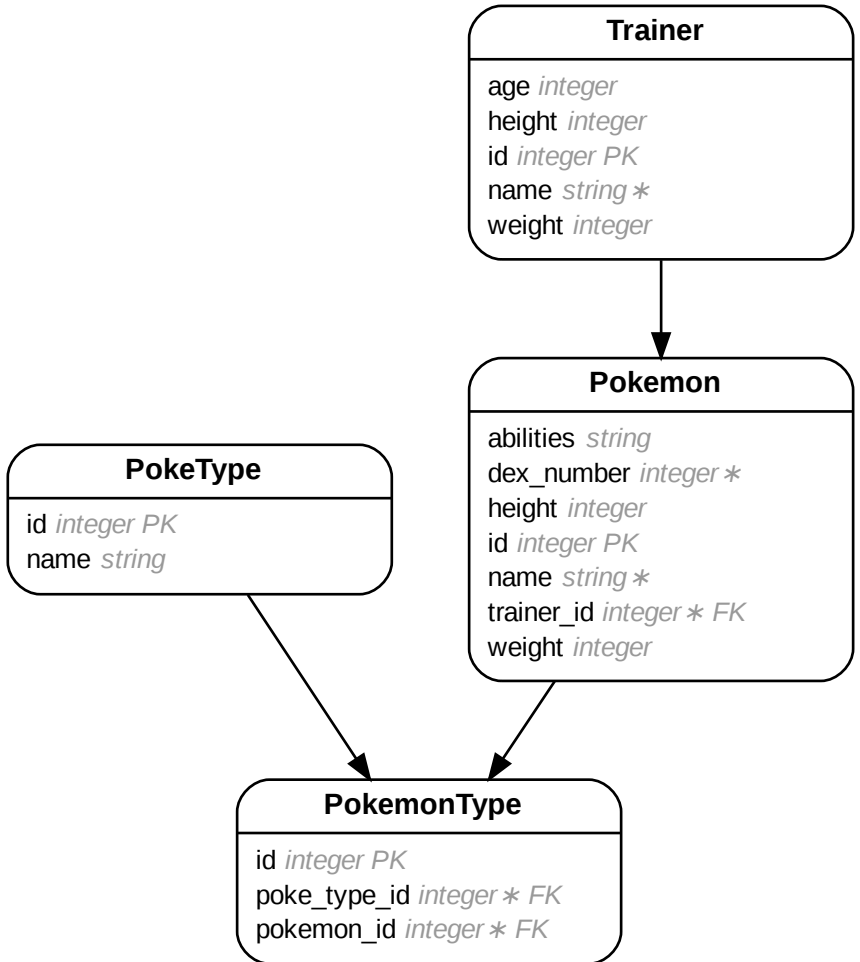 Trainer
age integer
height integer
id integer PK
name string ∗
weight integer
Pokemon
abilities string
dex_number integer ∗
height integer
id integer PK
name string ∗
trainer_id integer ∗ FK
weight integer
PokeType
id integer PK
name string
PokemonType
id integer PK
poke_type_id integer ∗ FK
pokemon_id integer ∗ FK